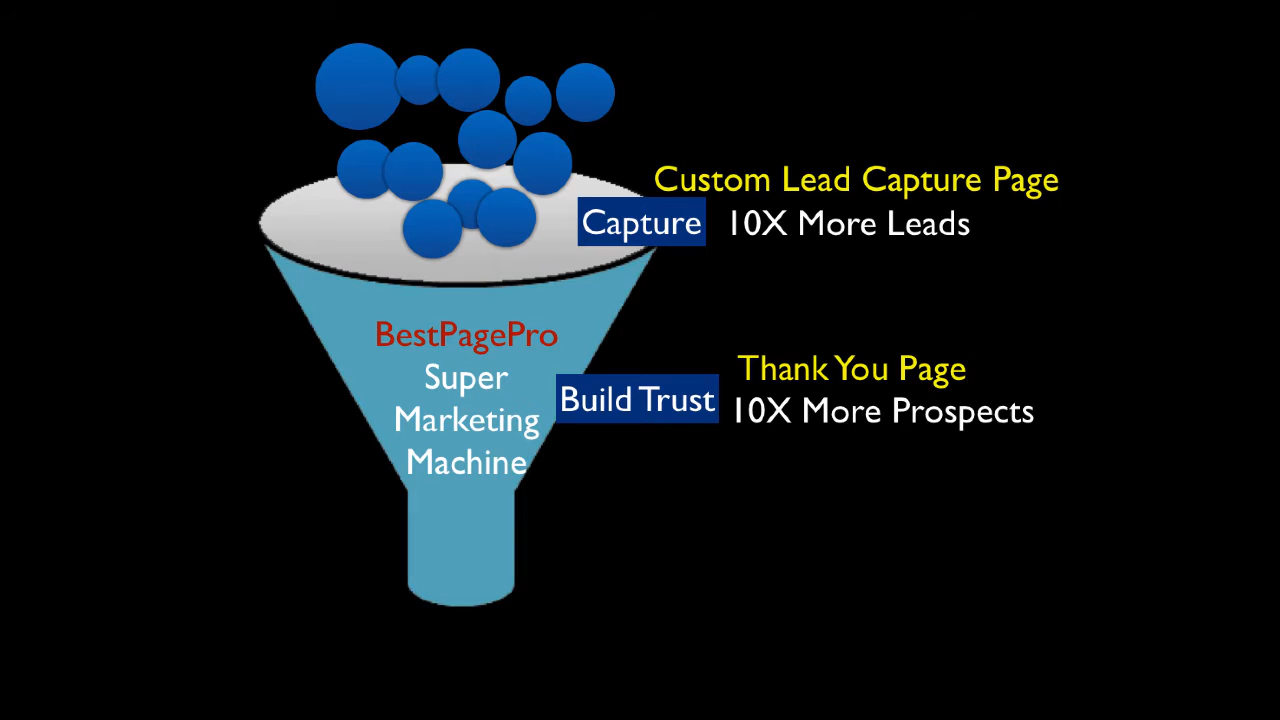 Custom Lead Capture Page
Capture
10X More Leads
BestPagePro
Super
Marketing
Machine
Thank You Page
Build Trust
10X More Prospects